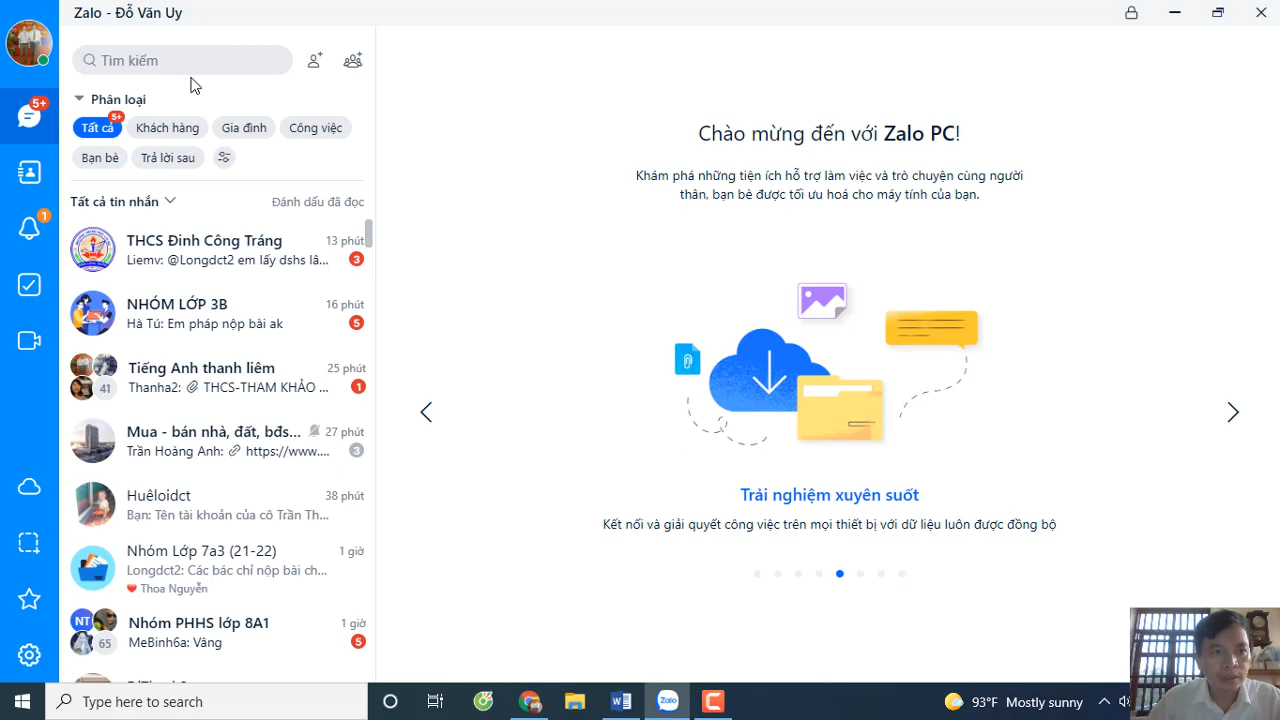 Zalo - Đỗ Văn Uy
Tìm kiếm
5+
Phân loại
5+
Tất cả
Khách hàng
Gia đình
Công việc
Bạn bè
Trả lời sau
Tất cả tin nhắn
Đánh dấu đã đọc
1
THCS Đinh Công Tráng
13 phút
Liemv: @Longdct2 em lấy dshs lâ...
3
NHÓM LỚP 3B
16 phút
Hà Tú: Em pháp nộp bài ak
5
Tiếng Anh thanh liêm
25 phút
41
Thanha2: THCS-THAM KHẢO ...
1
Mua - bán nhà, đất, bđs...
27 phút
Trần Hoàng Anh: https://www....
3
Huêloidct
38 phút
Bạn: Tên tài khoản của cô Trần Th...
Nhóm Lớp 7a3 (21-22)
1 giờ
Longdct2: Các bác chỉ nộp bài ch...
Thoa Nguyễn
NT
Nhóm PHHS lớp 8A1
1 giờ
65
MeBinh6a: Vâng
5
Chào mừng đến với Zalo PC!
Khám phá những tiện ích hỗ trợ làm việc và trò chuyện cùng người
thân, bạn bè được tối ưu hoá cho máy tính của bạn.
Trải nghiệm xuyên suốt
Kết nối và giải quyết công việc trên mọi thiết bị với dữ liệu luôn được đồng bộ
Type here to search
Zalo
93°F Mostly sunny